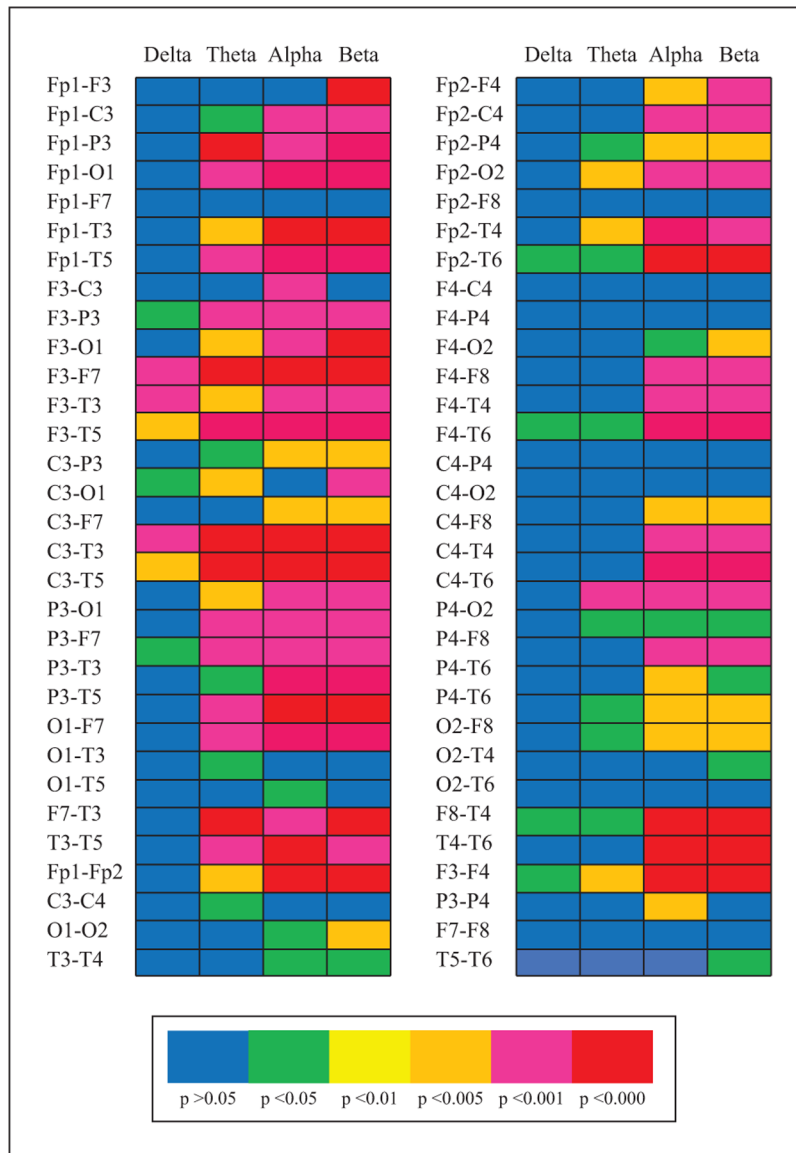 Delta Theta Alpha Beta
Fp1-F3
Fp1-C3
Fp1-P3
Fp1-O1
Fp1-F7
Fp1-T3
Fp1-T5
F3-C3
F3-P3
F3-O1
F3-F7
F3-T3
F3-T5
C3-P3
C3-O1
C3-F7
C3-T3
C3-T5
P3-O1
P3-F7
P3-T3
P3-T5
O1-F7
O1-T3
O1-T5
F7-T3
T3-T5
Fp1-Fp2
C3-C4
O1-O2
T3-T4
Delta Theta Alpha Beta
Fp2-F4
Fp2-C4
Fp2-P4
Fp2-O2
Fp2-F8
Fp2-T4
Fp2-T6
F4-C4
F4-P4
F4-O2
F4-F8
F4-T4
F4-T6
C4-P4
C4-O2
C4-F8
C4-T4
C4-T6
P4-O2
P4-F8
P4-T6
P4-T6
O2-F8
O2-T4
O2-T6
F8-T4
T4-T6
F3-F4
P3-P4
F7-F8
T5-T6
p >0.05 p <0.05 p <0.01 p <0.005 p <0.001 p <0.000